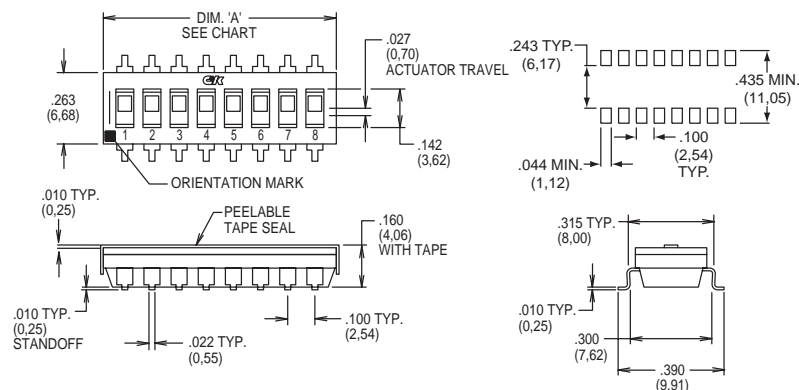 DIM. 'A'
SEE CHART
.027
(0,70)
ACTUATOR TRAVEL
C&K
.263
(6,68)
1 2 3 4 5 6 7 8
.142
(3,62)
ORIENTATION MARK
.243 TYP.
(6,17)
.435 MIN.
(11,05)
.100
(2,54)
TYP.
.044 MIN.
(1,12)
.010 TYP.
(0,25)
PEELABLE
TAPE SEAL
.160
(4,06)
WITH TAPE
.010 TYP.
(0,25)
STANDOFF
.022 TYP.
(0,55)
.100 TYP.
(2,54)
.315 TYP.
(8,00)
.010 TYP.
(0,25)
.300
(7,62)
.390
(9,91)